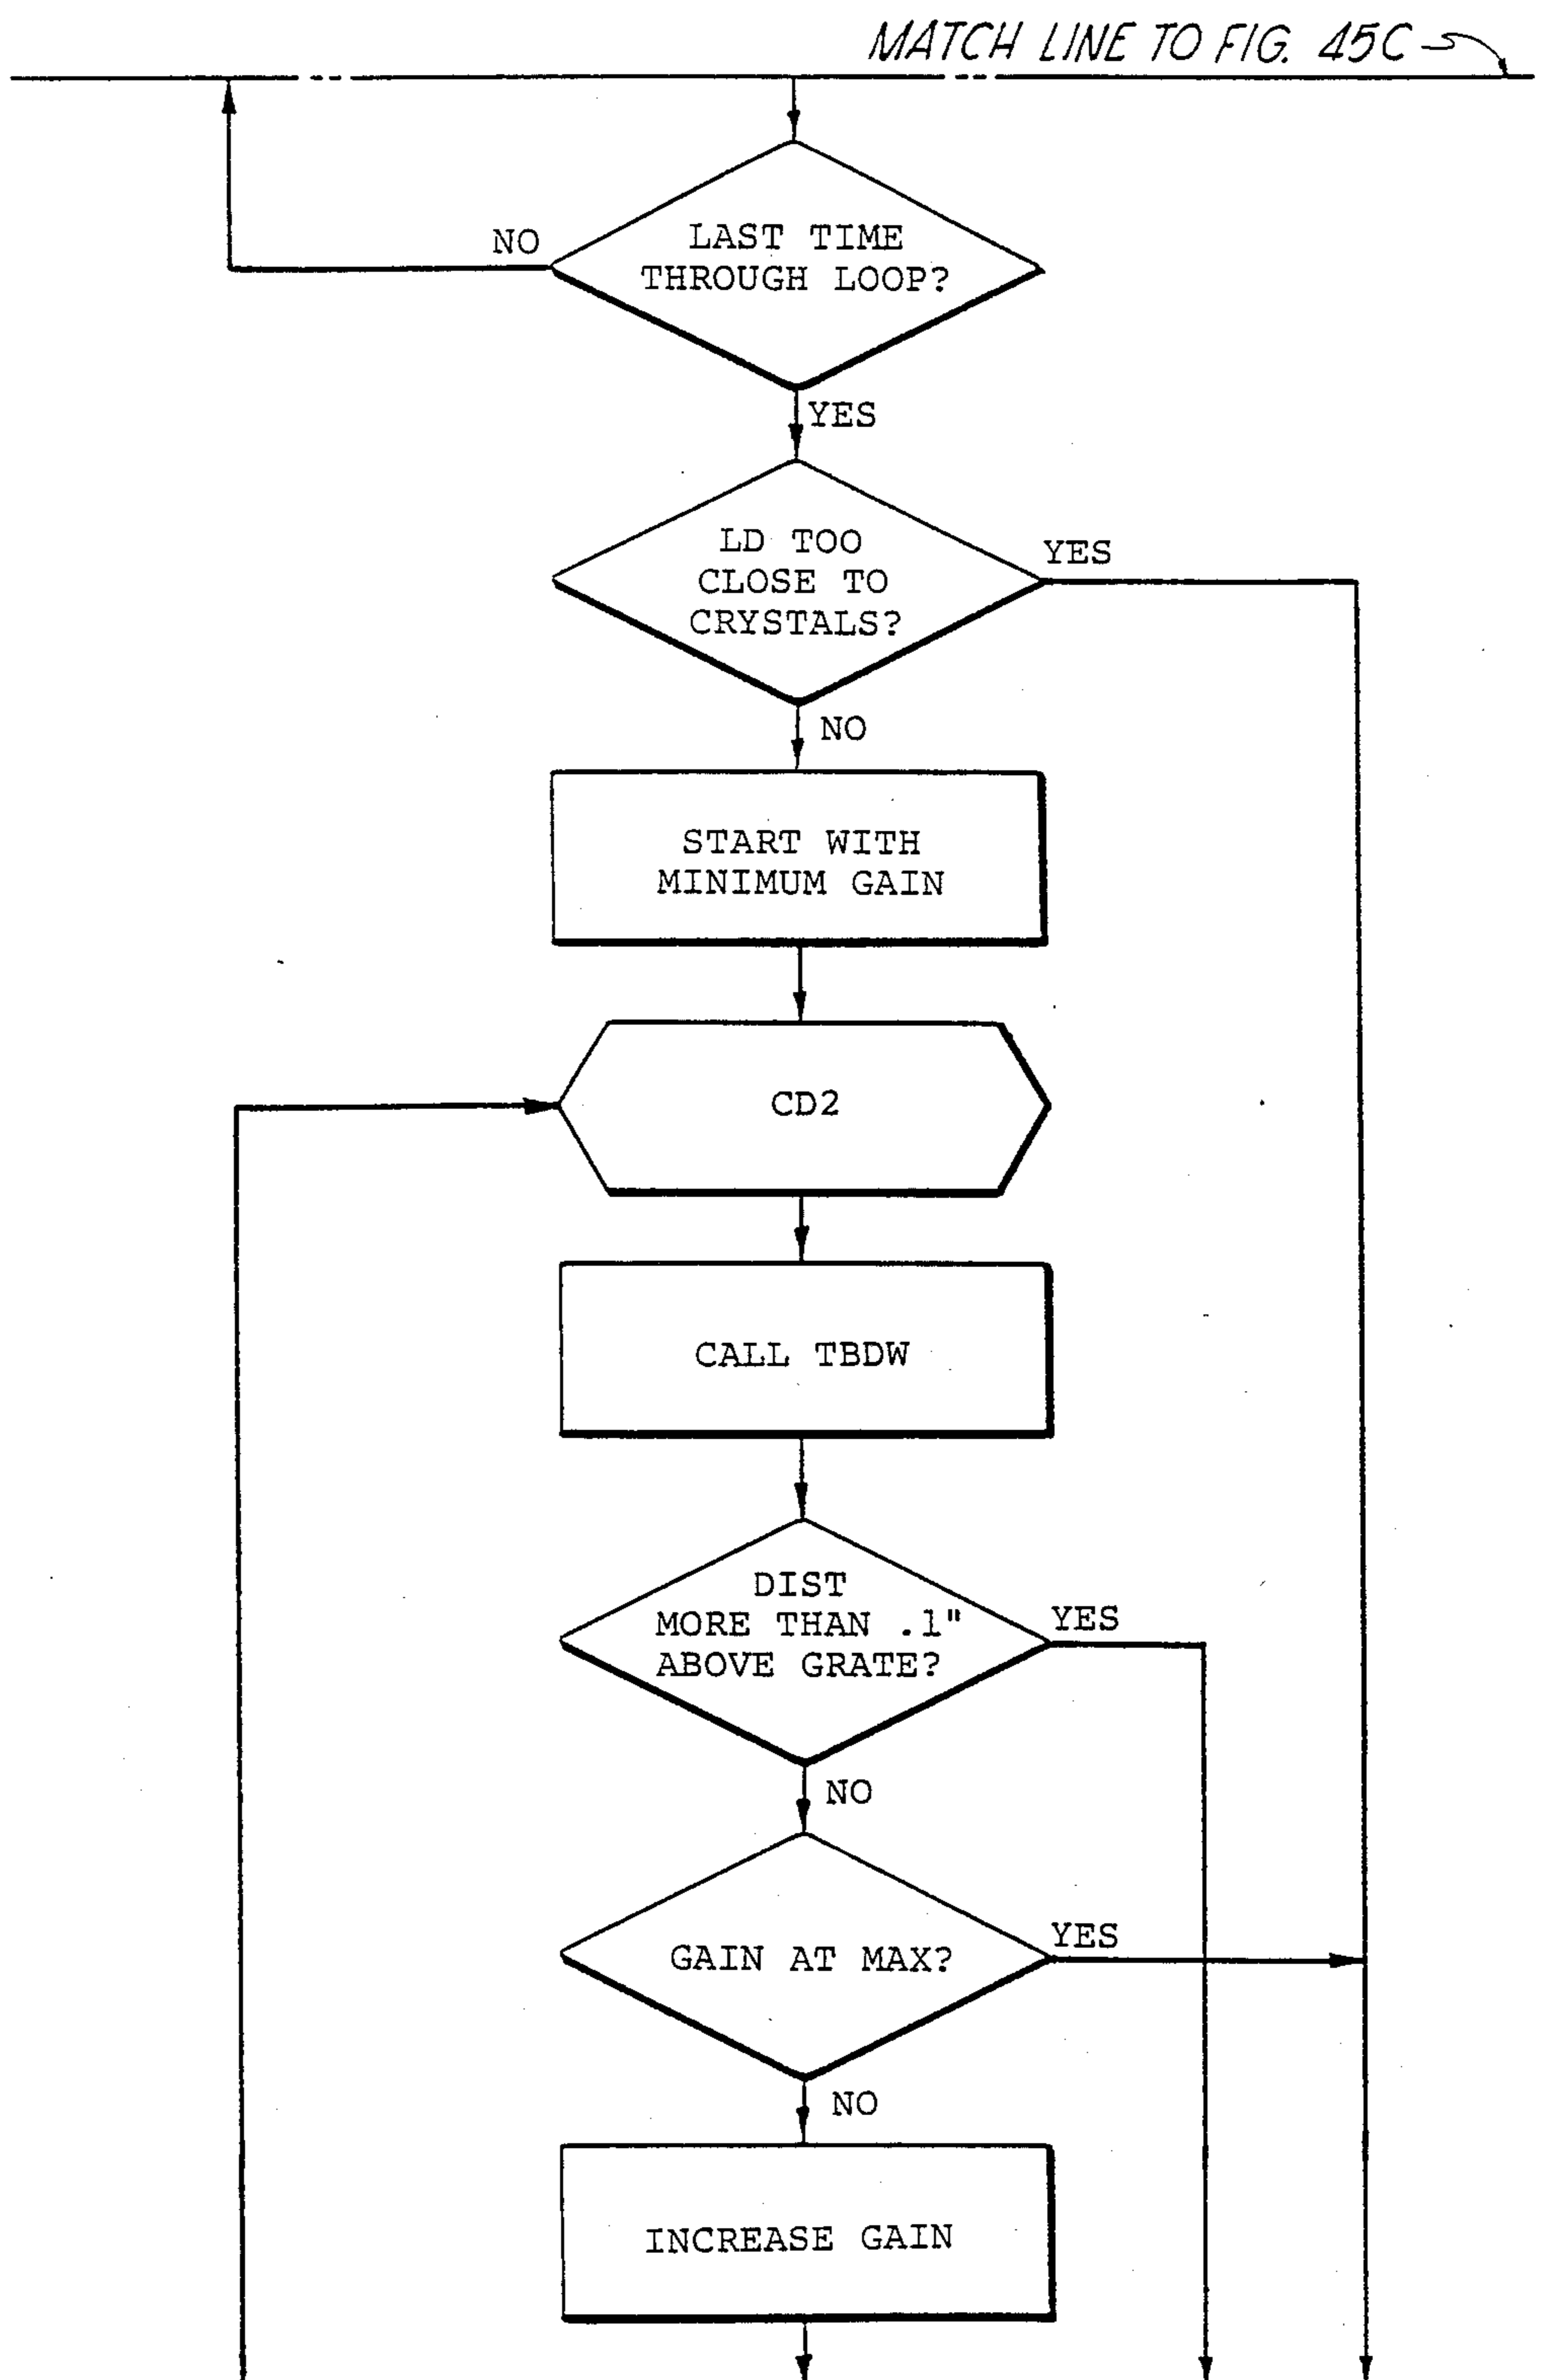 MATCH LINE TO FIG. 45C
LAST TIME
THROUGH LOOP?
NO
YES
LD TOO
CLOSE TO
CRYSTALS?
YES
NO
START WITH
MINIMUM GAIN
CD2
CALL TBDW
DIST
MORE THAN .1"
ABOVE GRATE?
YES
NO
GAIN AT MAX?
YES
NO
INCREASE GAIN